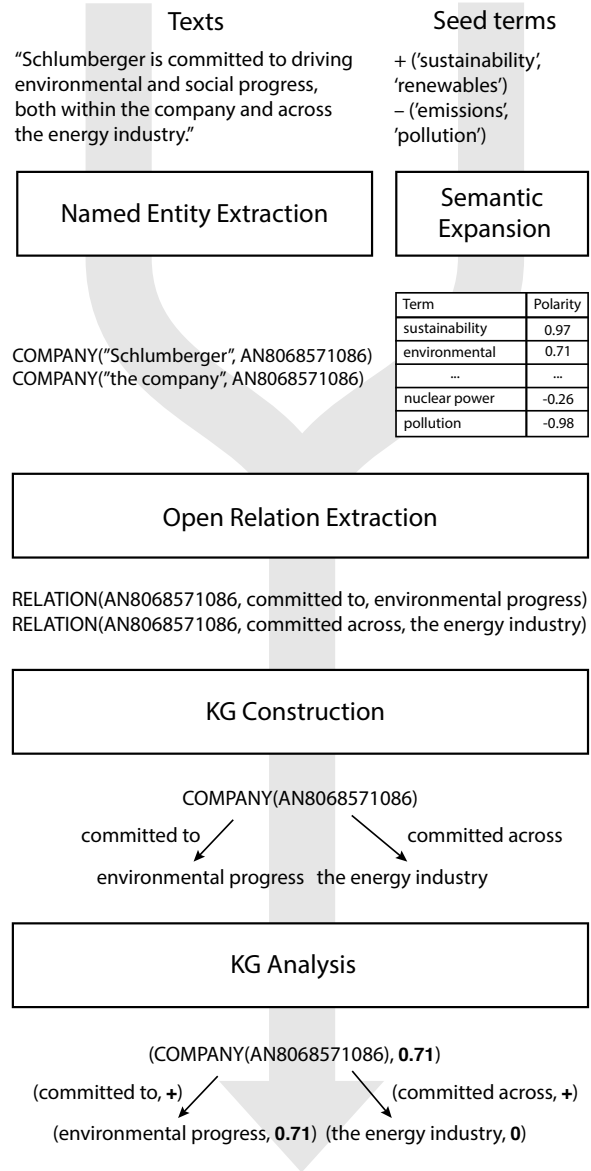 Texts
“Schlumberger is committed to driving
environmental and social progress,
both within the company and across
the energy industry.”
Seed terms
+ (’sustainability’,
‘renewables’)
– (’emissions’,
’pollution’)
Named Entity Extraction
Semantic
Expansion
COMPANY(”Schlumberger”, AN8068571086)
COMPANY(”the company”, AN8068571086)
Term Polarity
sustainability 0.97
environmental 0.71
... ...
nuclear power -0.26
pollution -0.98
Open Relation Extraction
RELATION(AN8068571086, committed to, environmental progress)
RELATION(AN8068571086, committed across, the energy industry)
KG Construction
COMPANY(AN8068571086)
committed to committed across
environmental progress the energy industry
KG Analysis
(COMPANY(AN8068571086), 0.71)
(committed to, +) (committed across, +)
(environmental progress, 0.71) (the energy industry, 0)